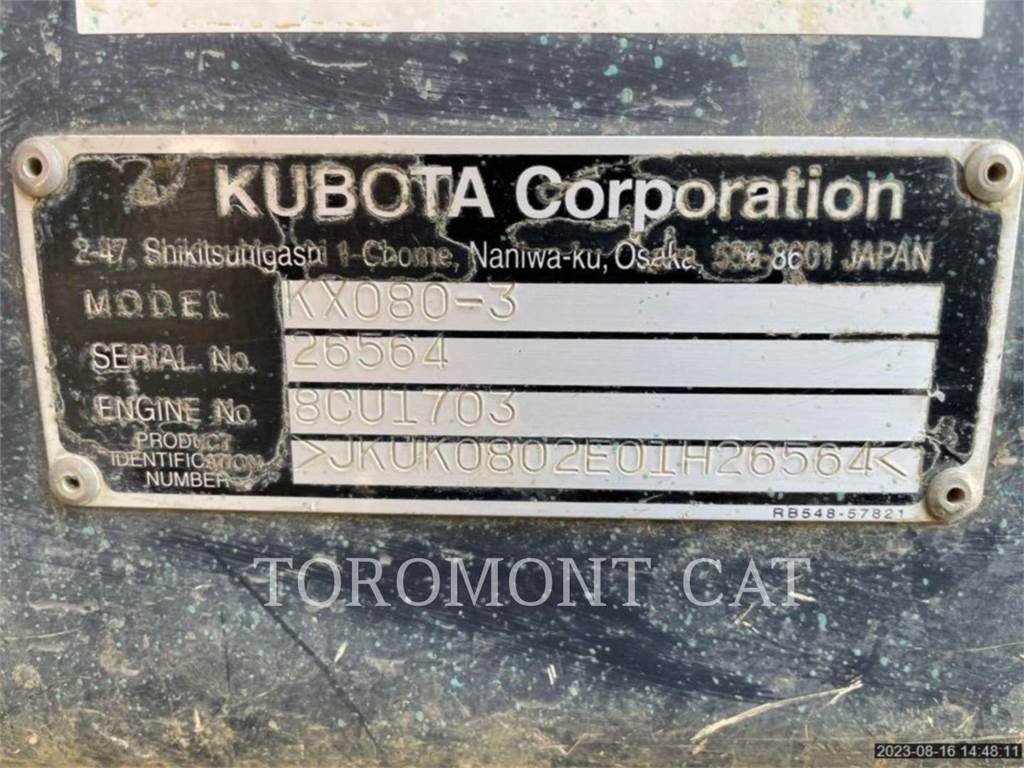 KUBOTA Corporation
2-47, Shikitsuhigashi 1-Chome, Naniwa-ku, Osaka, 556-8601 JAPAN
MODEL KX080-3
SERIAL No. 26564
ENGINE No. 8CU1703
PRODUCT
IDENTIFICATION
NUMBER >JKUK0802E01H26564<
RB548-57821
TOROMONT CAT
2023-08-16 14:48:11